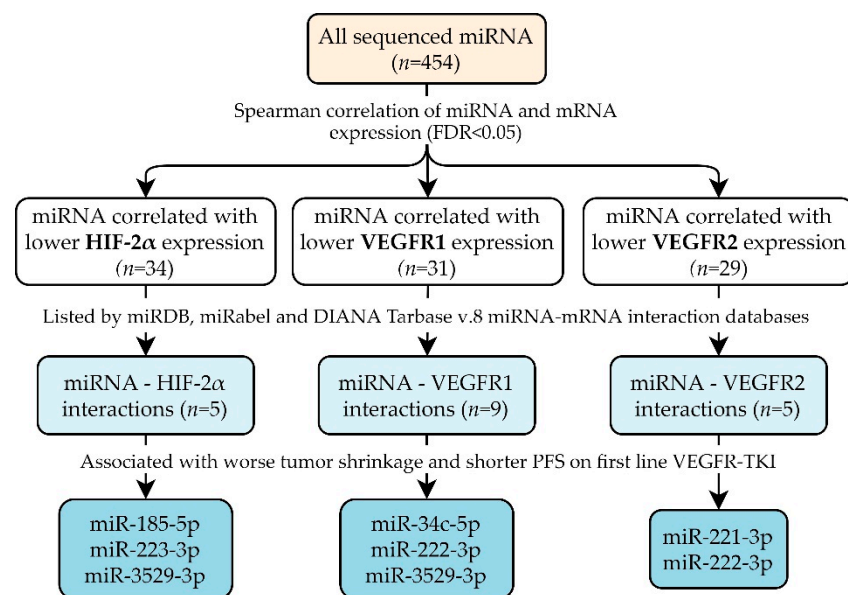 All sequenced miRNA
(n=454)
Spearman correlation of miRNA and mRNA
expression (FDR<0.05)
miRNA correlated with
lower HIF-2α expression
(n=34)
miRNA correlated with
lower VEGFR1 expression
(n=31)
miRNA correlated with
lower VEGFR2 expression
(n=29)
Listed by miRDB, miRabel and DIANA Tarbase v.8 miRNA-mRNA interaction databases
miRNA - HIF-2α
interactions (n=5)
miRNA - VEGFR1
interactions (n=9)
miRNA - VEGFR2
interactions (n=5)
Associated with worse tumor shrinkage and shorter PFS on first line VEGFR-TKI
miR-185-5p
miR-223-3p
miR-3529-3p
miR-34c-5p
miR-222-3p
miR-3529-3p
miR-221-3p
miR-222-3p